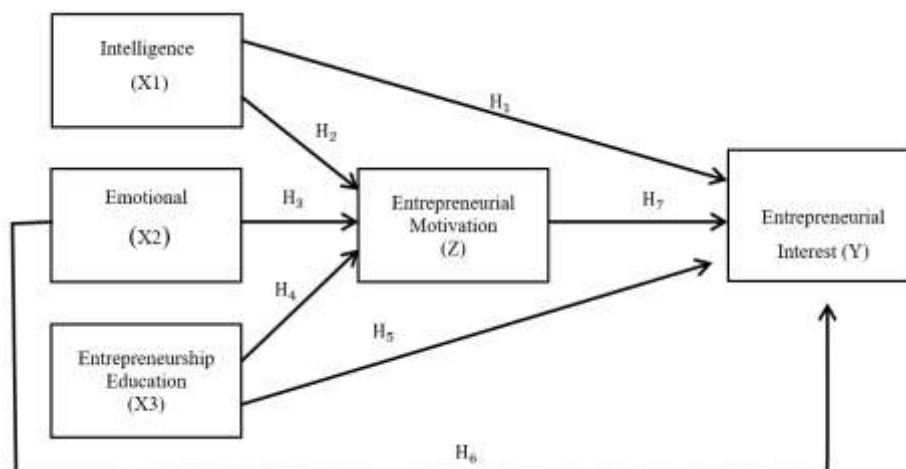 Intelligence
(X1)
H₁
H₂
Emotional
(X2)
H₃
Entrepreneurial
Motivation
(Z)
H₇
Entrepreneurial
Interest (Y)
H₄
H₅
Entrepreneurship
Education
(X3)
H₆